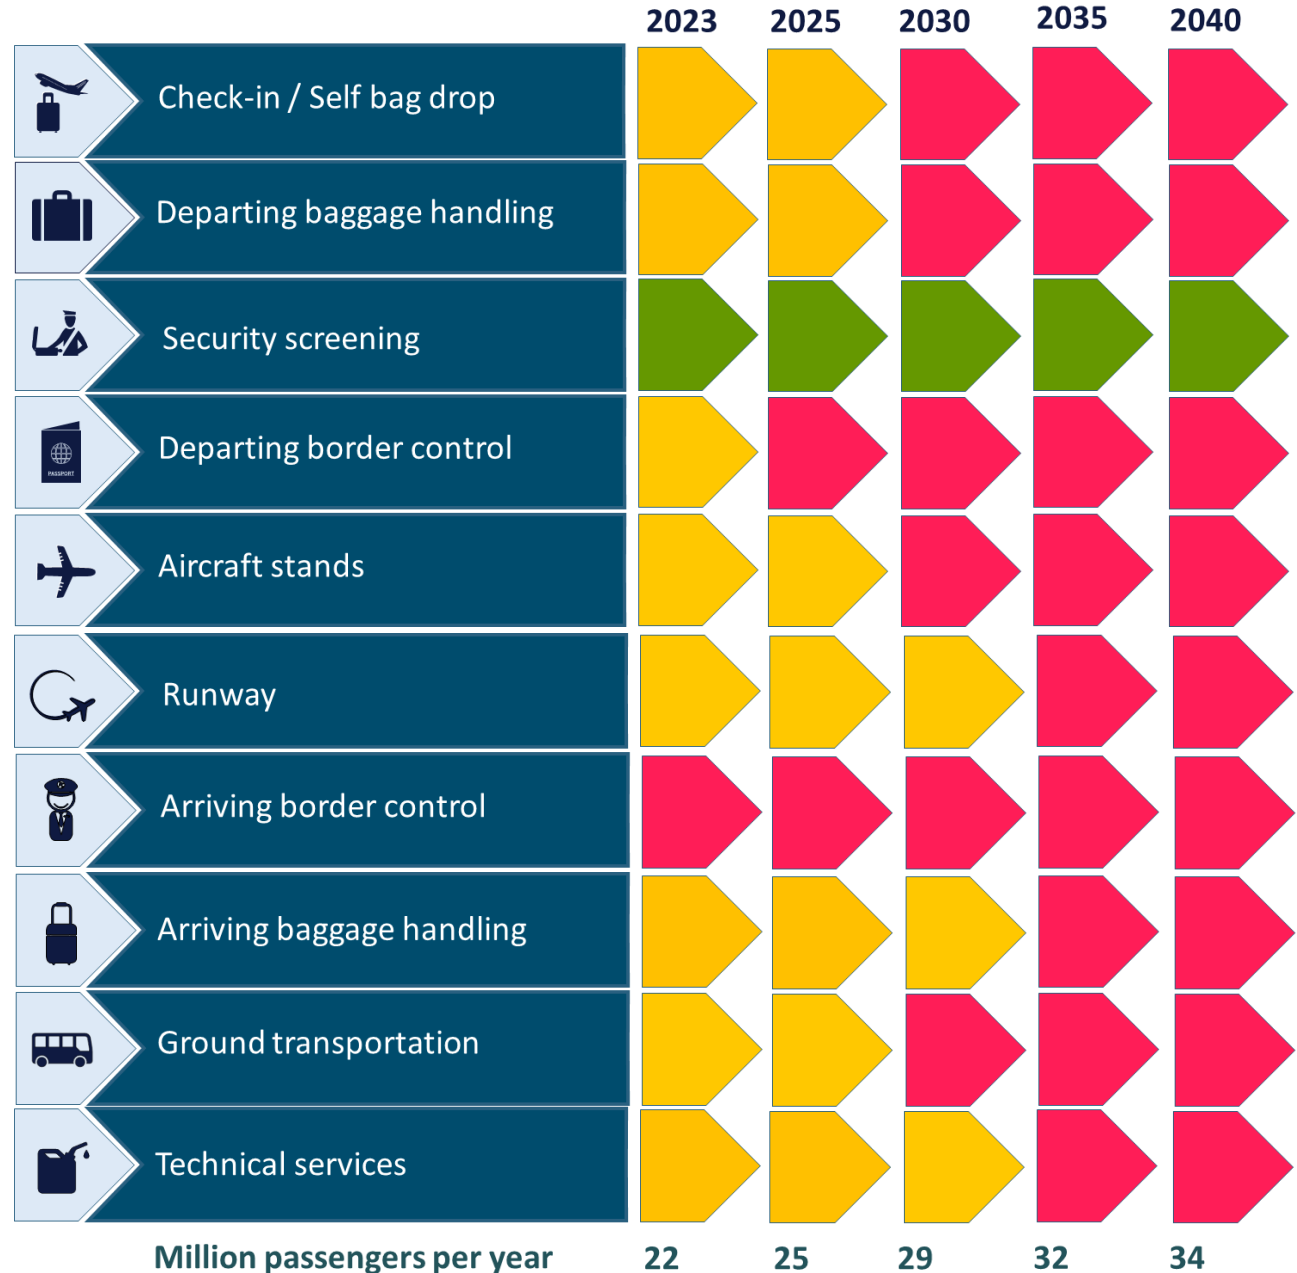 2023 2025 2030 2035 2040
Check-in / Self bag drop
Departing baggage handling
Security screening
PASSPORT
Departing border control
Aircraft stands
Runway
Arriving border control
Arriving baggage handling
Ground transportation
Technical services
Million passengers per year 22 25 29 32 34